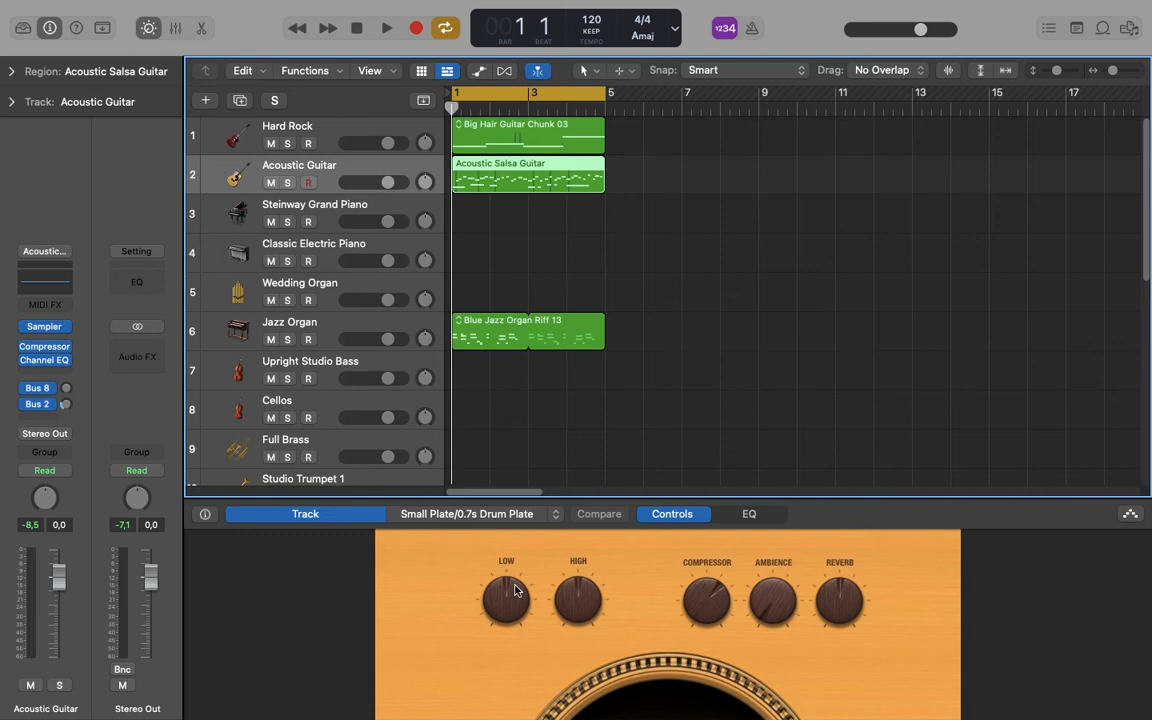 001 1 120 4/4
BAR BEAT KEEP TEMPO Amaj
1234
Region: Acoustic Salsa Guitar
Edit Functions View Snap: Smart Drag: No Overlap
Track: Acoustic Guitar
S
1 3 5 7 9 11 13 15 17
1 Hard Rock
M S R
Big Hair Guitar Chunk 03
2 Acoustic Guitar
M S R
Acoustic Salsa Guitar
3 Steinway Grand Piano
M S R
4 Classic Electric Piano
M S R
5 Wedding Organ
M S R
6 Jazz Organ
M S R
Blue Jazz Organ Riff 13
7 Upright Studio Bass
M S R
8 Cellos
M S R
9 Full Brass
M S R
Studio Trumpet 1
Acoustic... Setting
EQ
MIDI FX
Sampler
Compressor
Channel EQ
Audio FX
Bus 8
Bus 2
Stereo Out
Group Group
Read Read
-8,5 0,0 -7,1 0,0
Bnc
M S M
Acoustic Guitar Stereo Out
Track Small Plate/0.7s Drum Plate Compare Controls EQ
LOW HIGH COMPRESSOR AMBIENCE REVERB